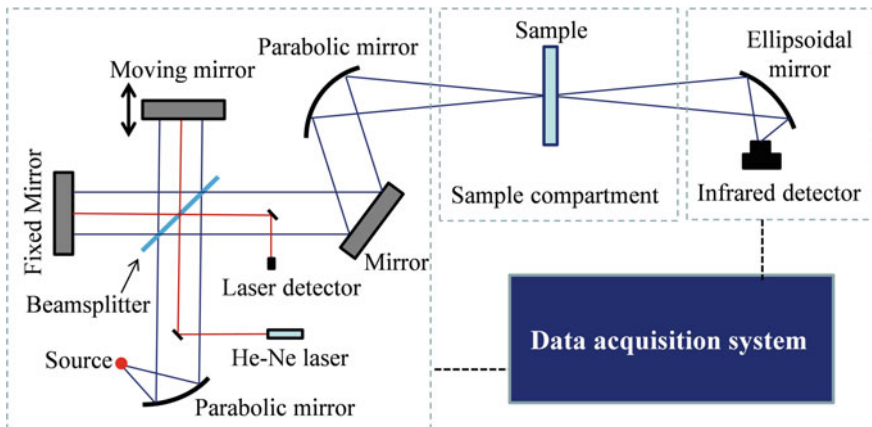 Parabolic mirror
Moving mirror
Fixed Mirror
Beamsplitter
Laser detector
Mirror
He-Ne laser
Source
Parabolic mirror
Sample
Sample compartment
Ellipsoidal
mirror
Infrared detector
Data acquisition system